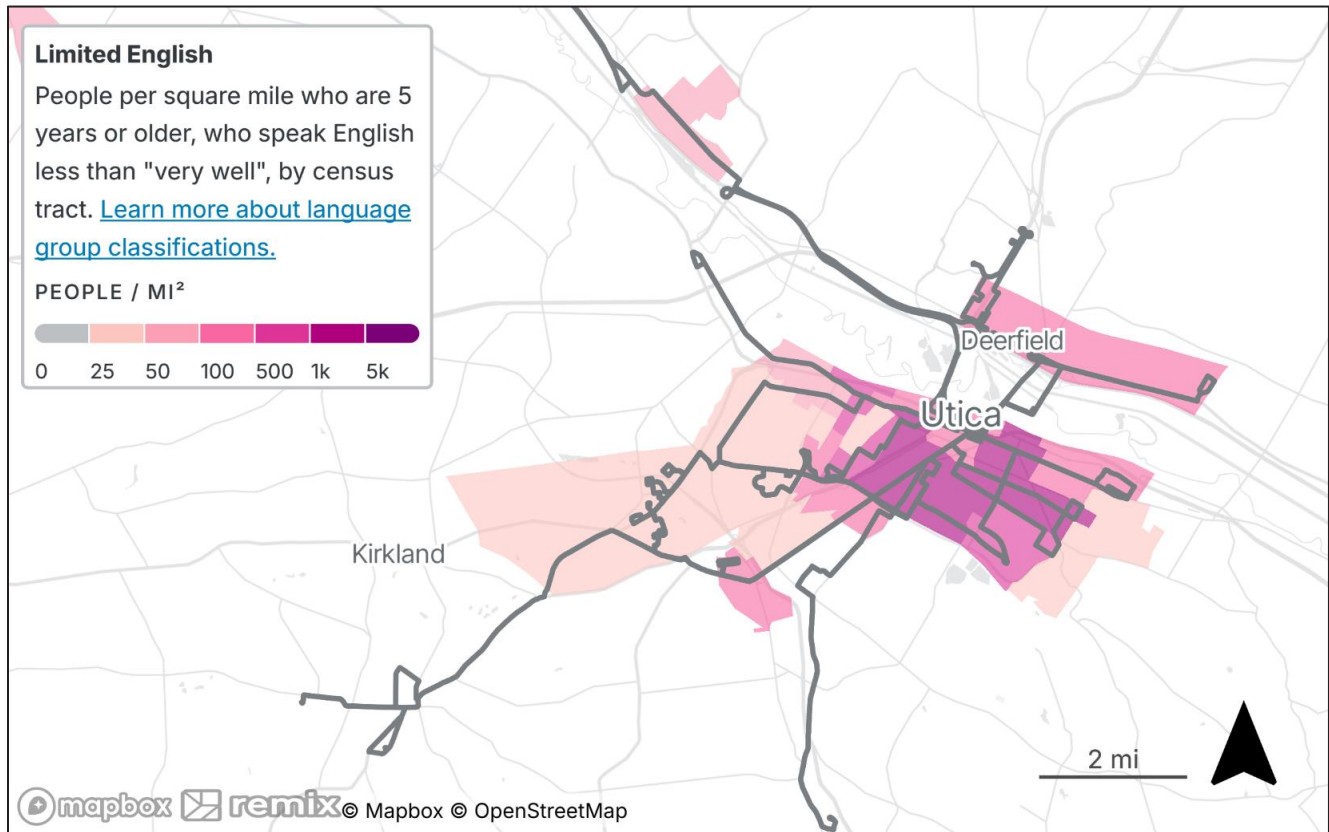 Limited English
People per square mile who are 5
years or older, who speak English
less than "very well", by census
tract. Learn more about language
group classifications.
PEOPLE / MI²
0 25 50 100 500 1k 5k
Deerfield
Utica
Kirkland
2 mi
mapbox remix © Mapbox © OpenStreetMap